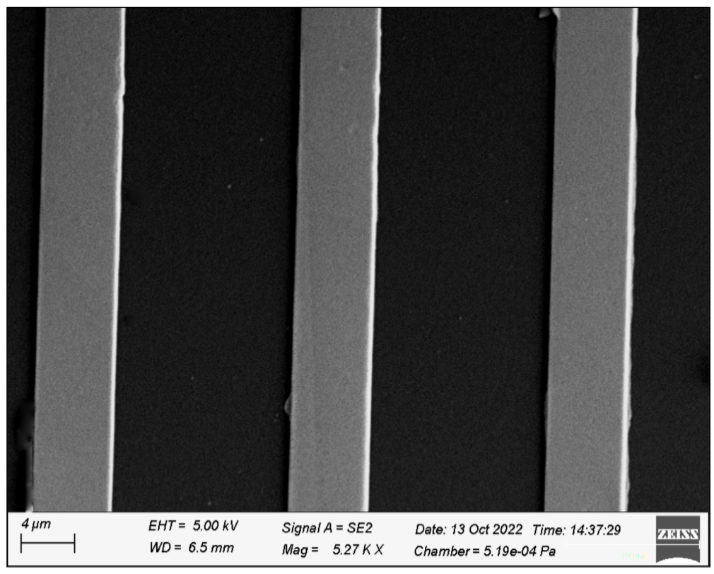 4 µm
EHT = 5.00 kV Signal A = SE2 Date: 13 Oct 2022 Time: 14:37:29
WD = 6.5 mm Mag = 5.27 K X Chamber = 5.19e-04 Pa
ZEISS